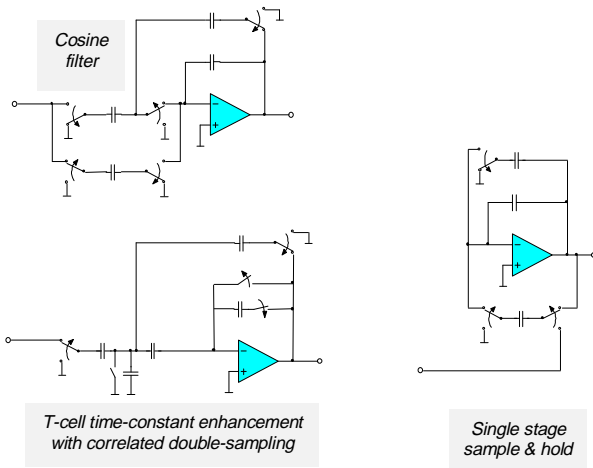 Cosine
filter
T-cell time-constant enhancement
with correlated double-sampling
Single stage
sample & hold